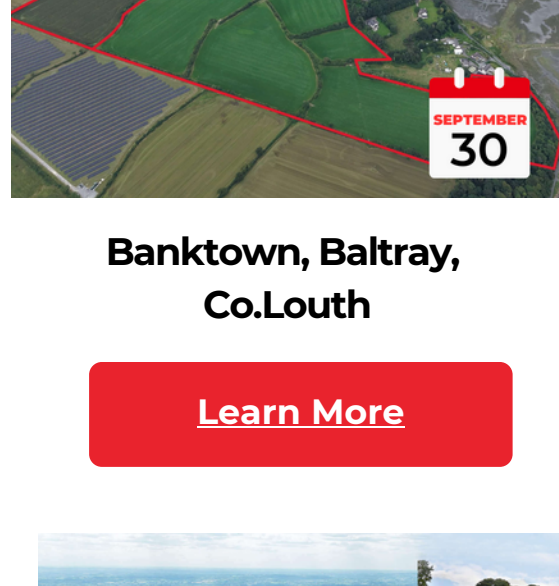 SEPTEMBER
30
Banktown, Baltray,
Co.Louth
Learn More